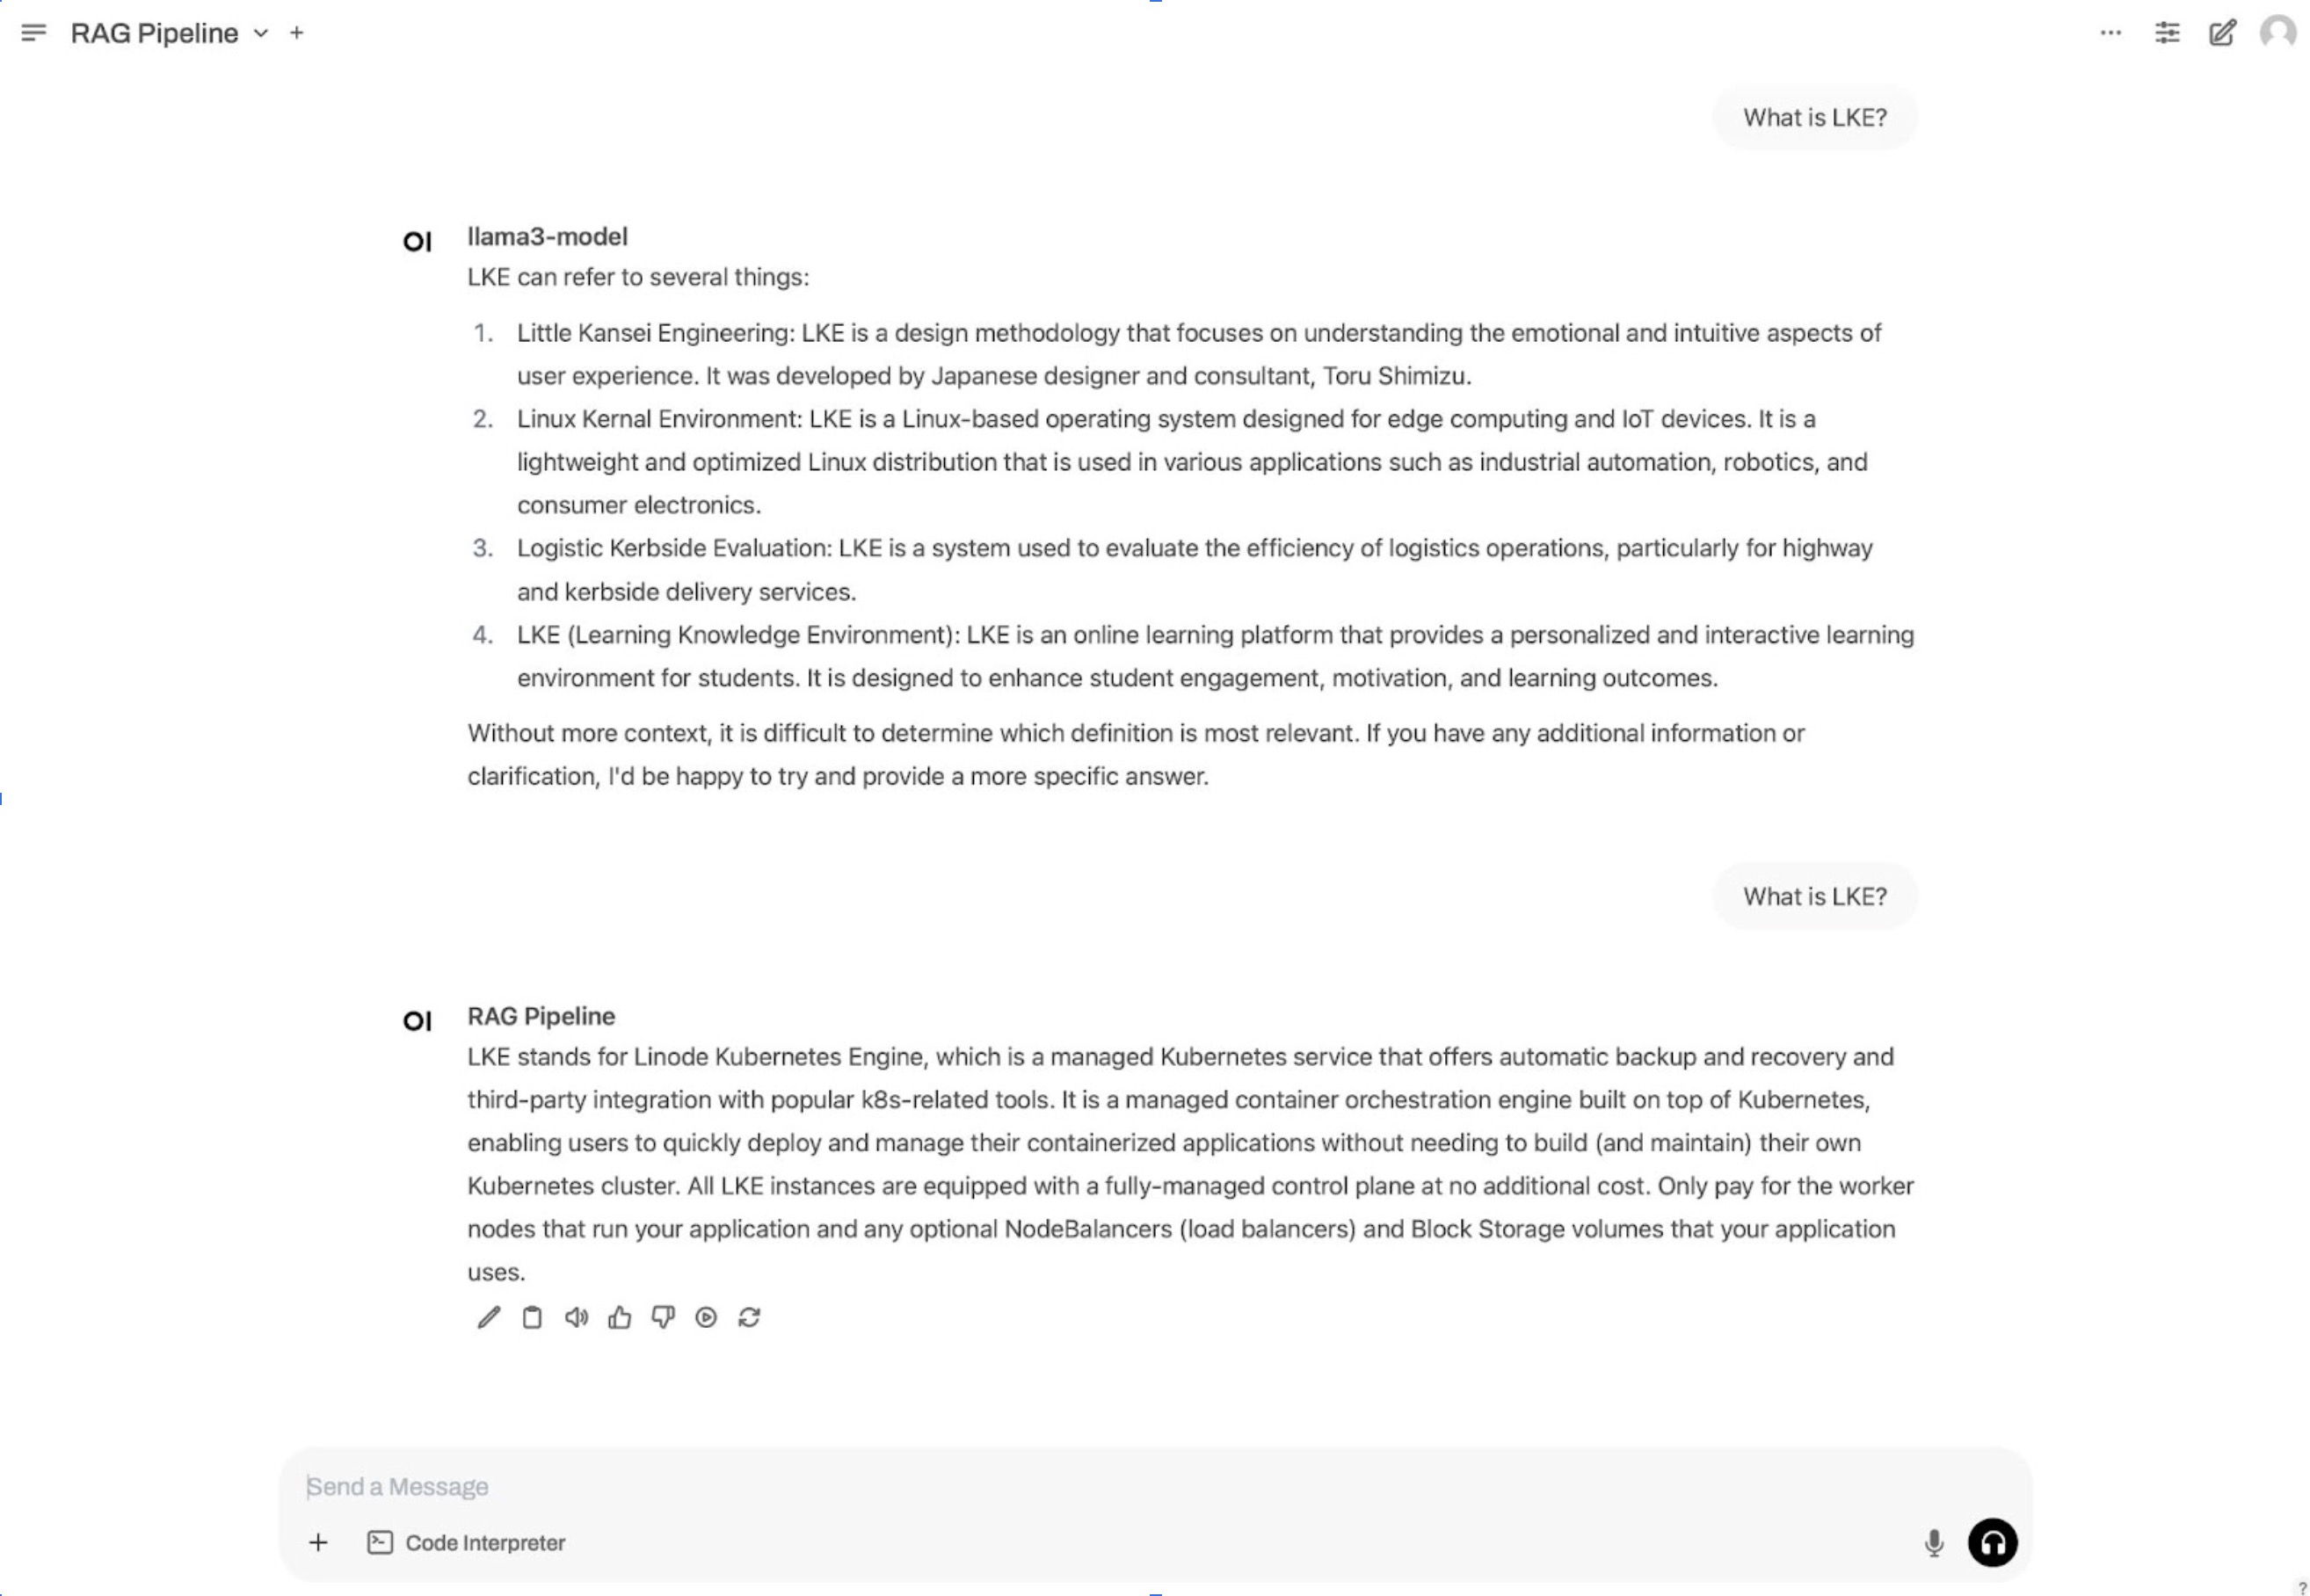 RAG Pipeline
What is LKE?
OI llama3-model
LKE can refer to several things:
1. Little Kansei Engineering: LKE is a design methodology that focuses on understanding the emotional and intuitive aspects of
user experience. It was developed by Japanese designer and consultant, Toru Shimizu.
2. Linux Kernal Environment: LKE is a Linux-based operating system designed for edge computing and IoT devices. It is a
lightweight and optimized Linux distribution that is used in various applications such as industrial automation, robotics, and
consumer electronics.
3. Logistic Kerbside Evaluation: LKE is a system used to evaluate the efficiency of logistics operations, particularly for highway
and kerbside delivery services.
4. LKE (Learning Knowledge Environment): LKE is an online learning platform that provides a personalized and interactive learning
environment for students. It is designed to enhance student engagement, motivation, and learning outcomes.
Without more context, it is difficult to determine which definition is most relevant. If you have any additional information or
clarification, I'd be happy to try and provide a more specific answer.
What is LKE?
OI RAG Pipeline
LKE stands for Linode Kubernetes Engine, which is a managed Kubernetes service that offers automatic backup and recovery and
third-party integration with popular k8s-related tools. It is a managed container orchestration engine built on top of Kubernetes,
enabling users to quickly deploy and manage their containerized applications without needing to build (and maintain) their own
Kubernetes cluster. All LKE instances are equipped with a fully-managed control plane at no additional cost. Only pay for the worker
nodes that run your application and any optional NodeBalancers (load balancers) and Block Storage volumes that your application
uses.
Send a Message
Code Interpreter
?